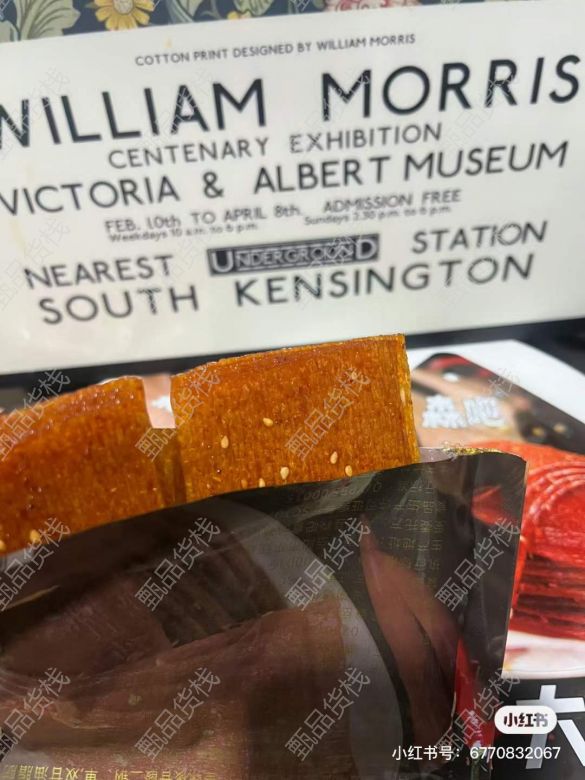 COTTON PRINT DESIGNED BY WILLIAM MORRIS
WILLIAM MORRIS
CENTENARY EXHIBITION
VICTORIA & ALBERT MUSEUM
FEB. 10th TO APRIL 8th. ADMISSION FREE
Weekdays 10 a.m. to 6 p.m. Sundays 2.30 p.m. to 6 p.m.
NEAREST UNDERGROUND STATION
SOUTH KENSINGTON
甄品货栈
小红书
小红书号：6770832067